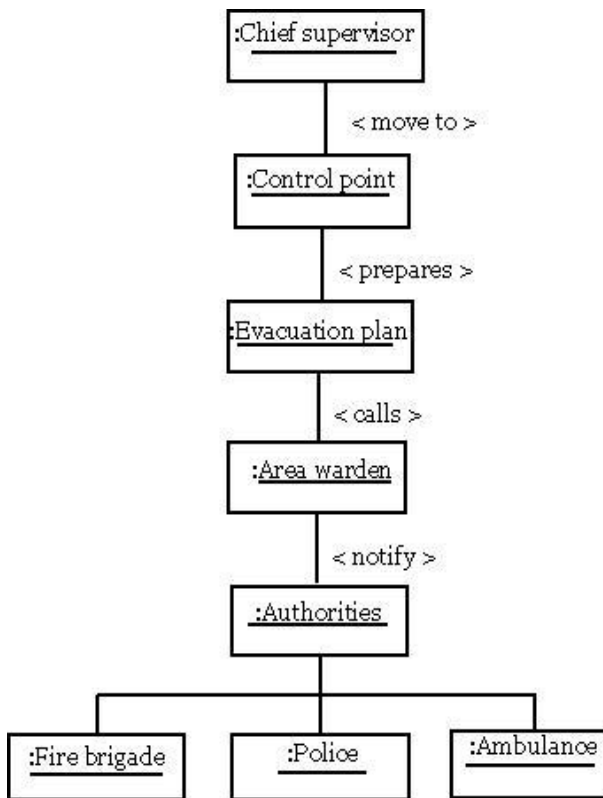 :Chief supervisor
< move to >
:Control point
< prepares >
:Evacuation plan
< calls >
:Area warden
< notify >
:Authorities
:Fire brigade
:Police
:Ambulance